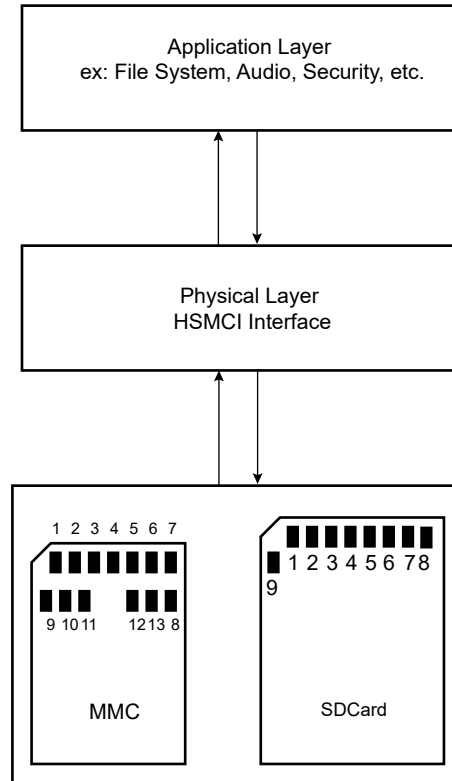 Application Layer
ex: File System, Audio, Security, etc.
Physical Layer
HSMCI Interface
1 2 3 4 5 6 7
9 10 11 12 13 8
MMC
1 2 3 4 5 6 7 8
9
SDCard